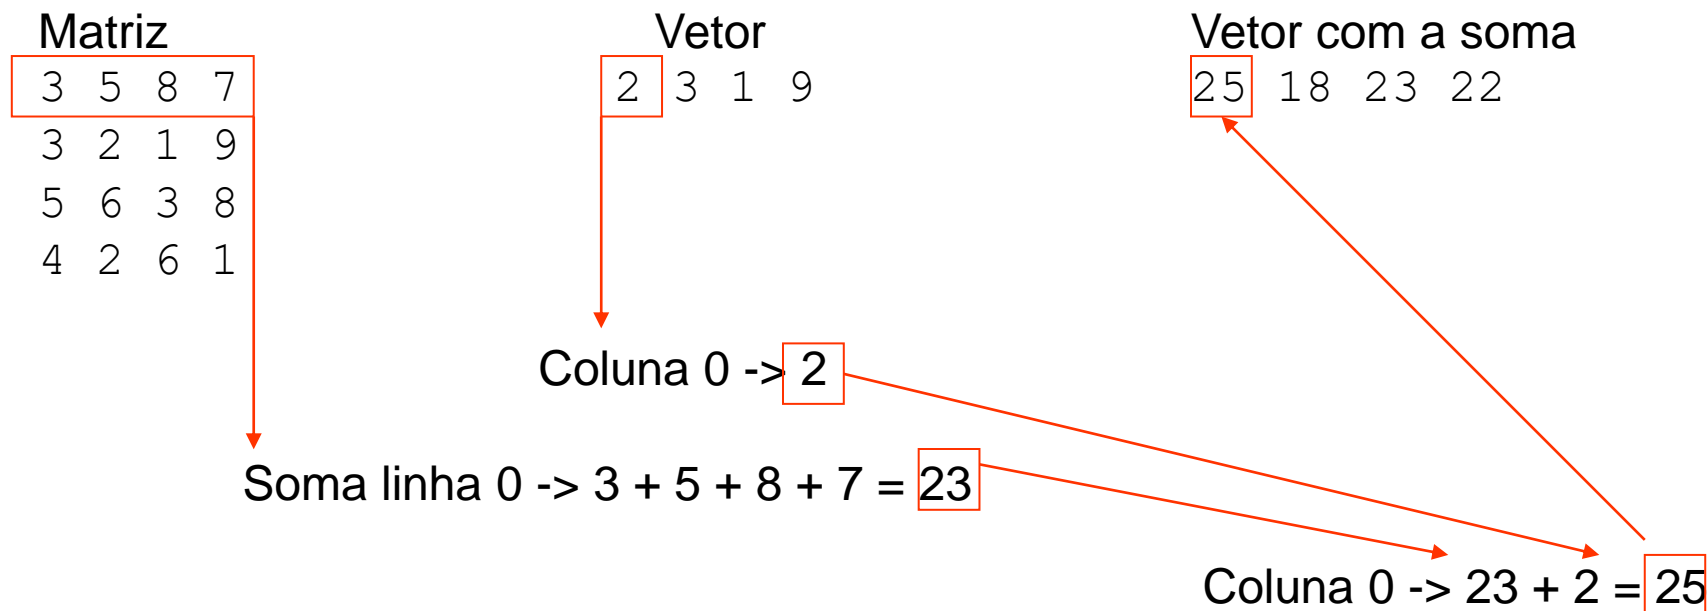 Matriz Vetor Vetor com a soma
3 5 8 7 2 3 1 9 25 18 23 22
3 2 1 9
5 6 3 8
4 2 6 1
Coluna 0 -> 2
Soma linha 0 -> 3 + 5 + 8 + 7 = 23
Coluna 0 -> 23 + 2 = 25